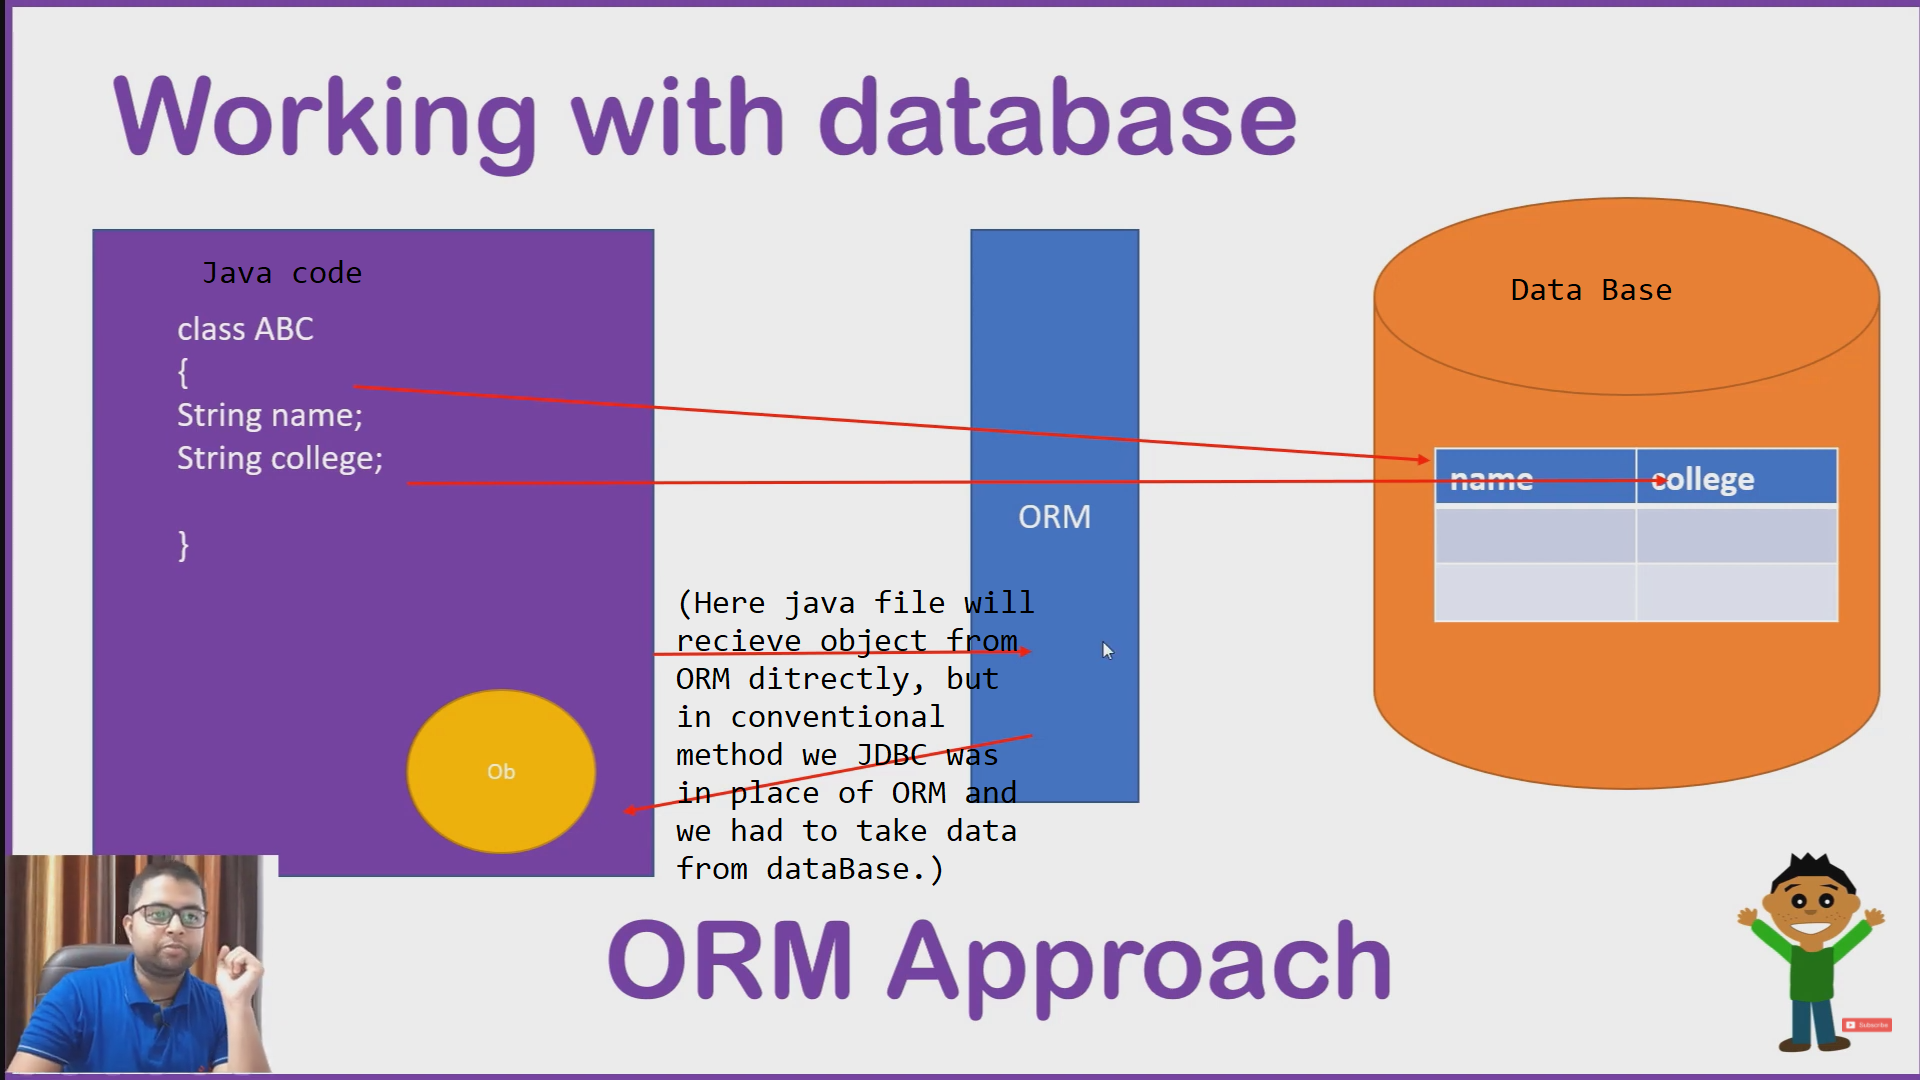 Working with database
Java code
class ABC
{
String name;
String college;
}
ORM
Data Base
name college
(Here java file will
recieve object from
ORM ditrectly, but
in conventional
method we JDBC was
in place of ORM and
we had to take data
from dataBase.)
Ob
ORM Approach
Subscribe